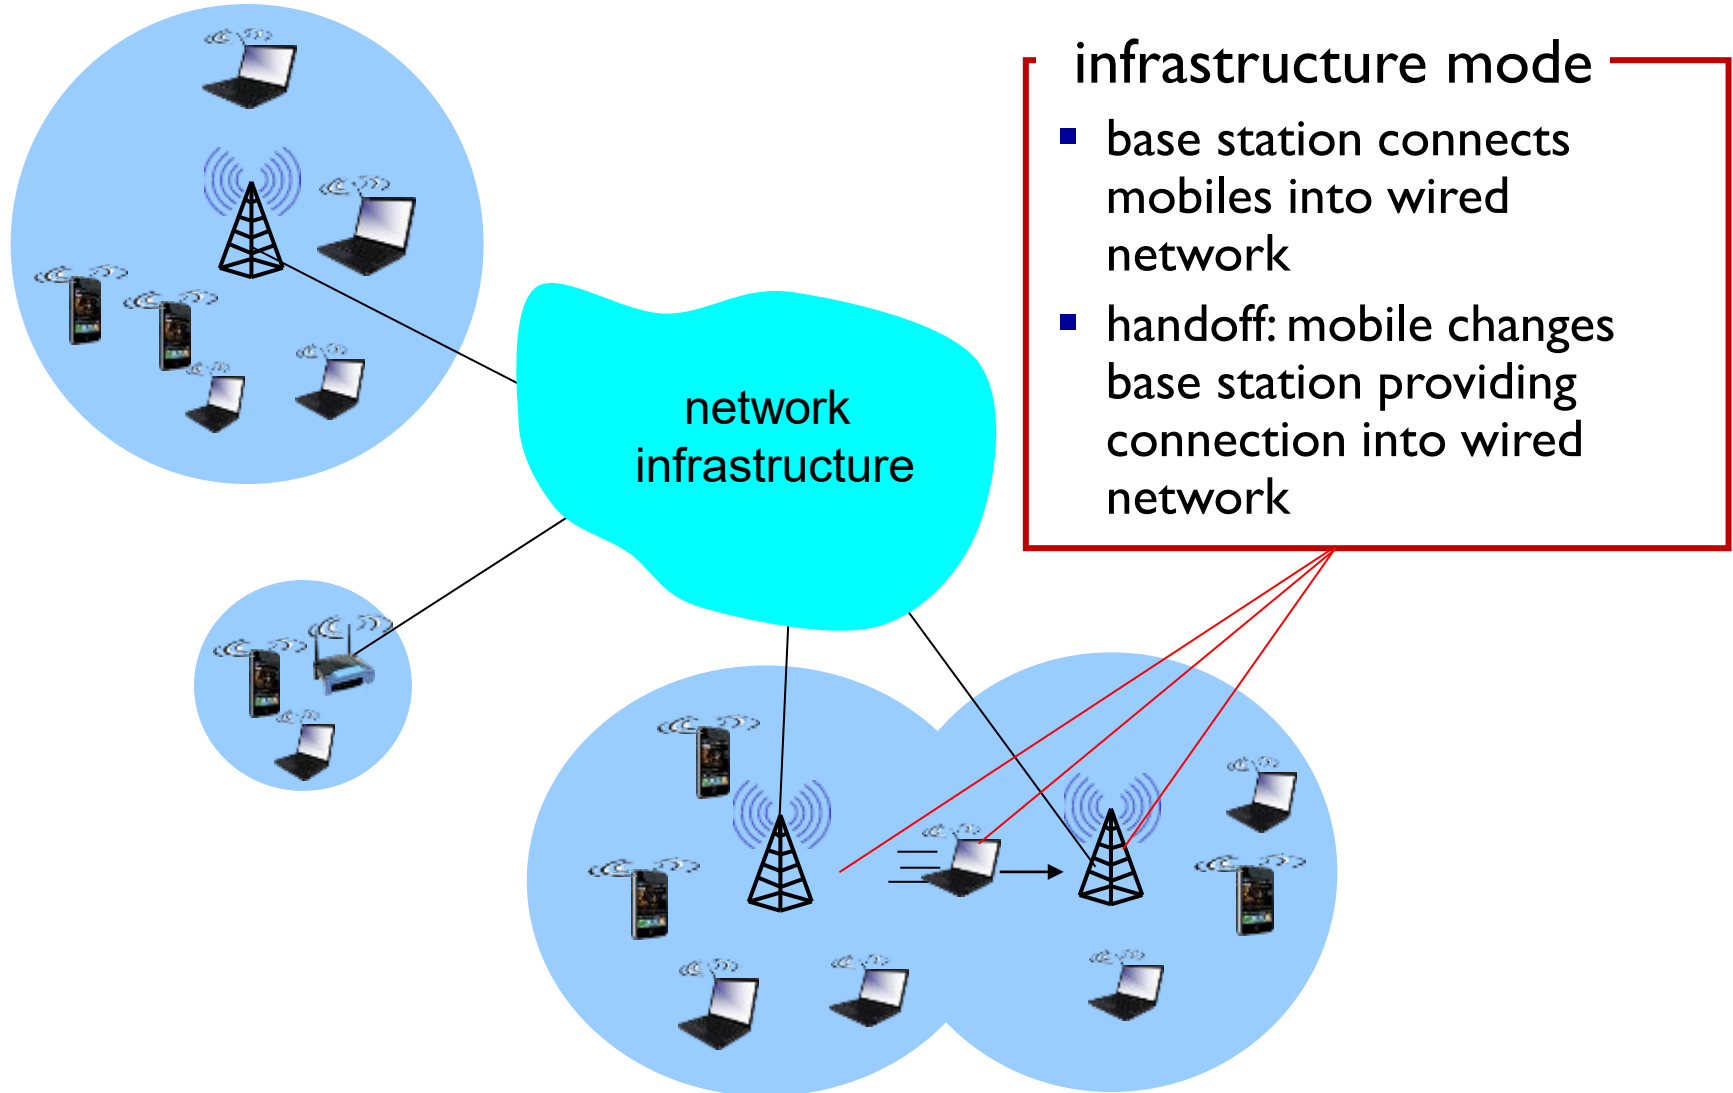 infrastructure mode
base station connects
mobiles into wired
network
handoff: mobile changes
base station providing
connection into wired
network
network
infrastructure